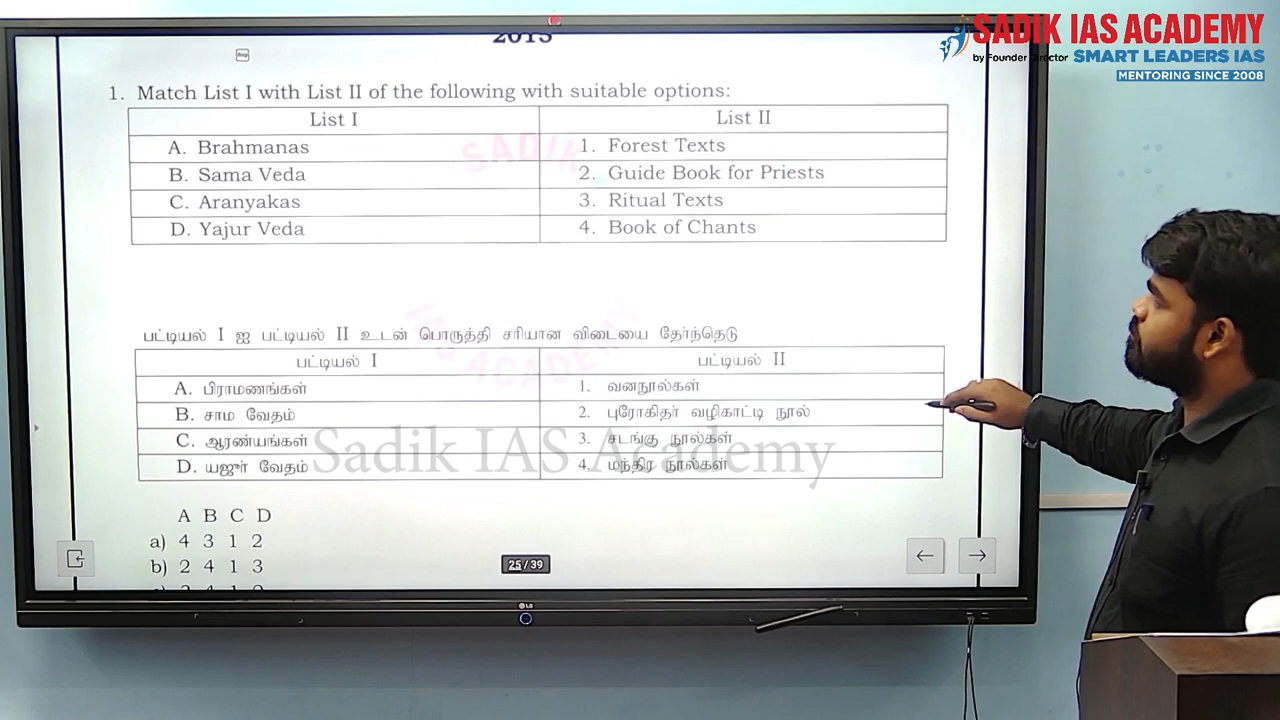 SADIK IAS ACADEMY
by Founder Director SMART LEADERS IAS
MENTORING SINCE 2008
2015
1. Match List I with List II of the following with suitable options:
List I List II
A. Brahmanas 1. Forest Texts
B. Sama Veda 2. Guide Book for Priests
C. Aranyakas 3. Ritual Texts
D. Yajur Veda 4. Book of Chants
SADIK
IAS
ACADEMY
பட்டியல் I ஐ பட்டியல் II உடன் பொருத்தி சரியான விடையை தேர்ந்தெடு
பட்டியல் I பட்டியல் II
A. பிராமணங்கள் 1. வனநூல்கள்
B. சாம வேதம் 2. புரோகிதர் வழிகாட்டி நூல்
C. ஆரண்யங்கள் 3. சடங்கு நூல்கள்
D. யஜுர் வேதம் 4. மந்திர நூல்கள்
Sadik IAS Academy
A B C D
a) 4 3 1 2
b) 2 4 1 3
25 / 39
LG